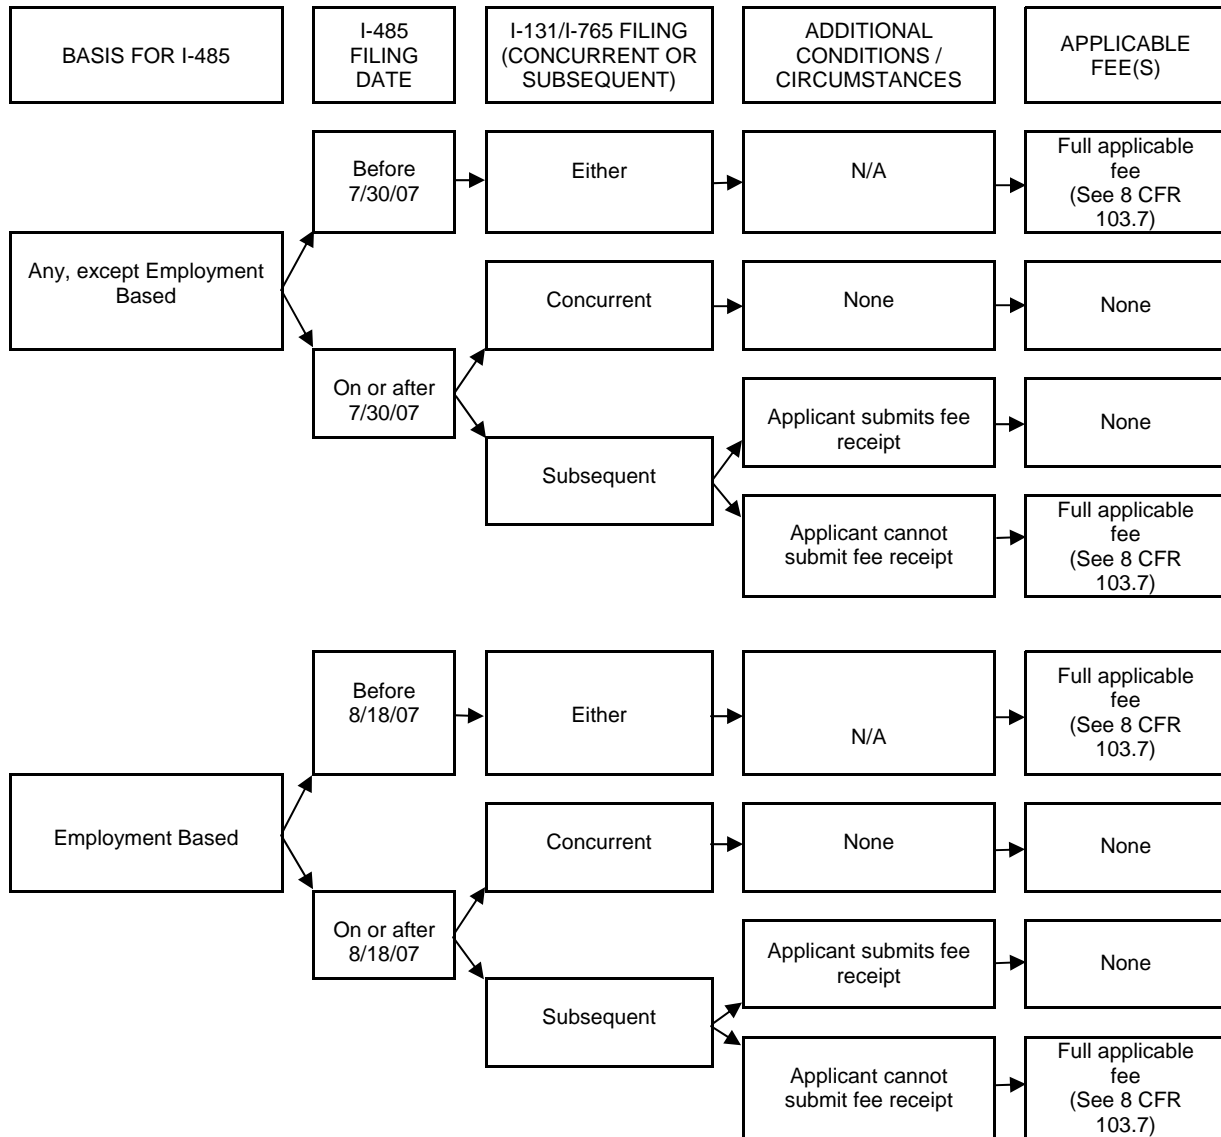 BASIS FOR I-485
I-485
FILING
DATE
I-131/I-765 FILING
(CONCURRENT OR
SUBSEQUENT)
ADDITIONAL
CONDITIONS /
CIRCUMSTANCES
APPLICABLE
FEE(S)
Any, except Employment
Based
Before
7/30/07
Either
N/A
Full applicable
fee
(See 8 CFR
103.7)
On or after
7/30/07
Concurrent
None
None
Subsequent
Applicant submits fee
receipt
None
Applicant cannot
submit fee receipt
Full applicable
fee
(See 8 CFR
103.7)
Employment Based
Before
8/18/07
Either
N/A
Full applicable
fee
(See 8 CFR
103.7)
On or after
8/18/07
Concurrent
None
None
Subsequent
Applicant submits fee
receipt
None
Applicant cannot
submit fee receipt
Full applicable
fee
(See 8 CFR
103.7)